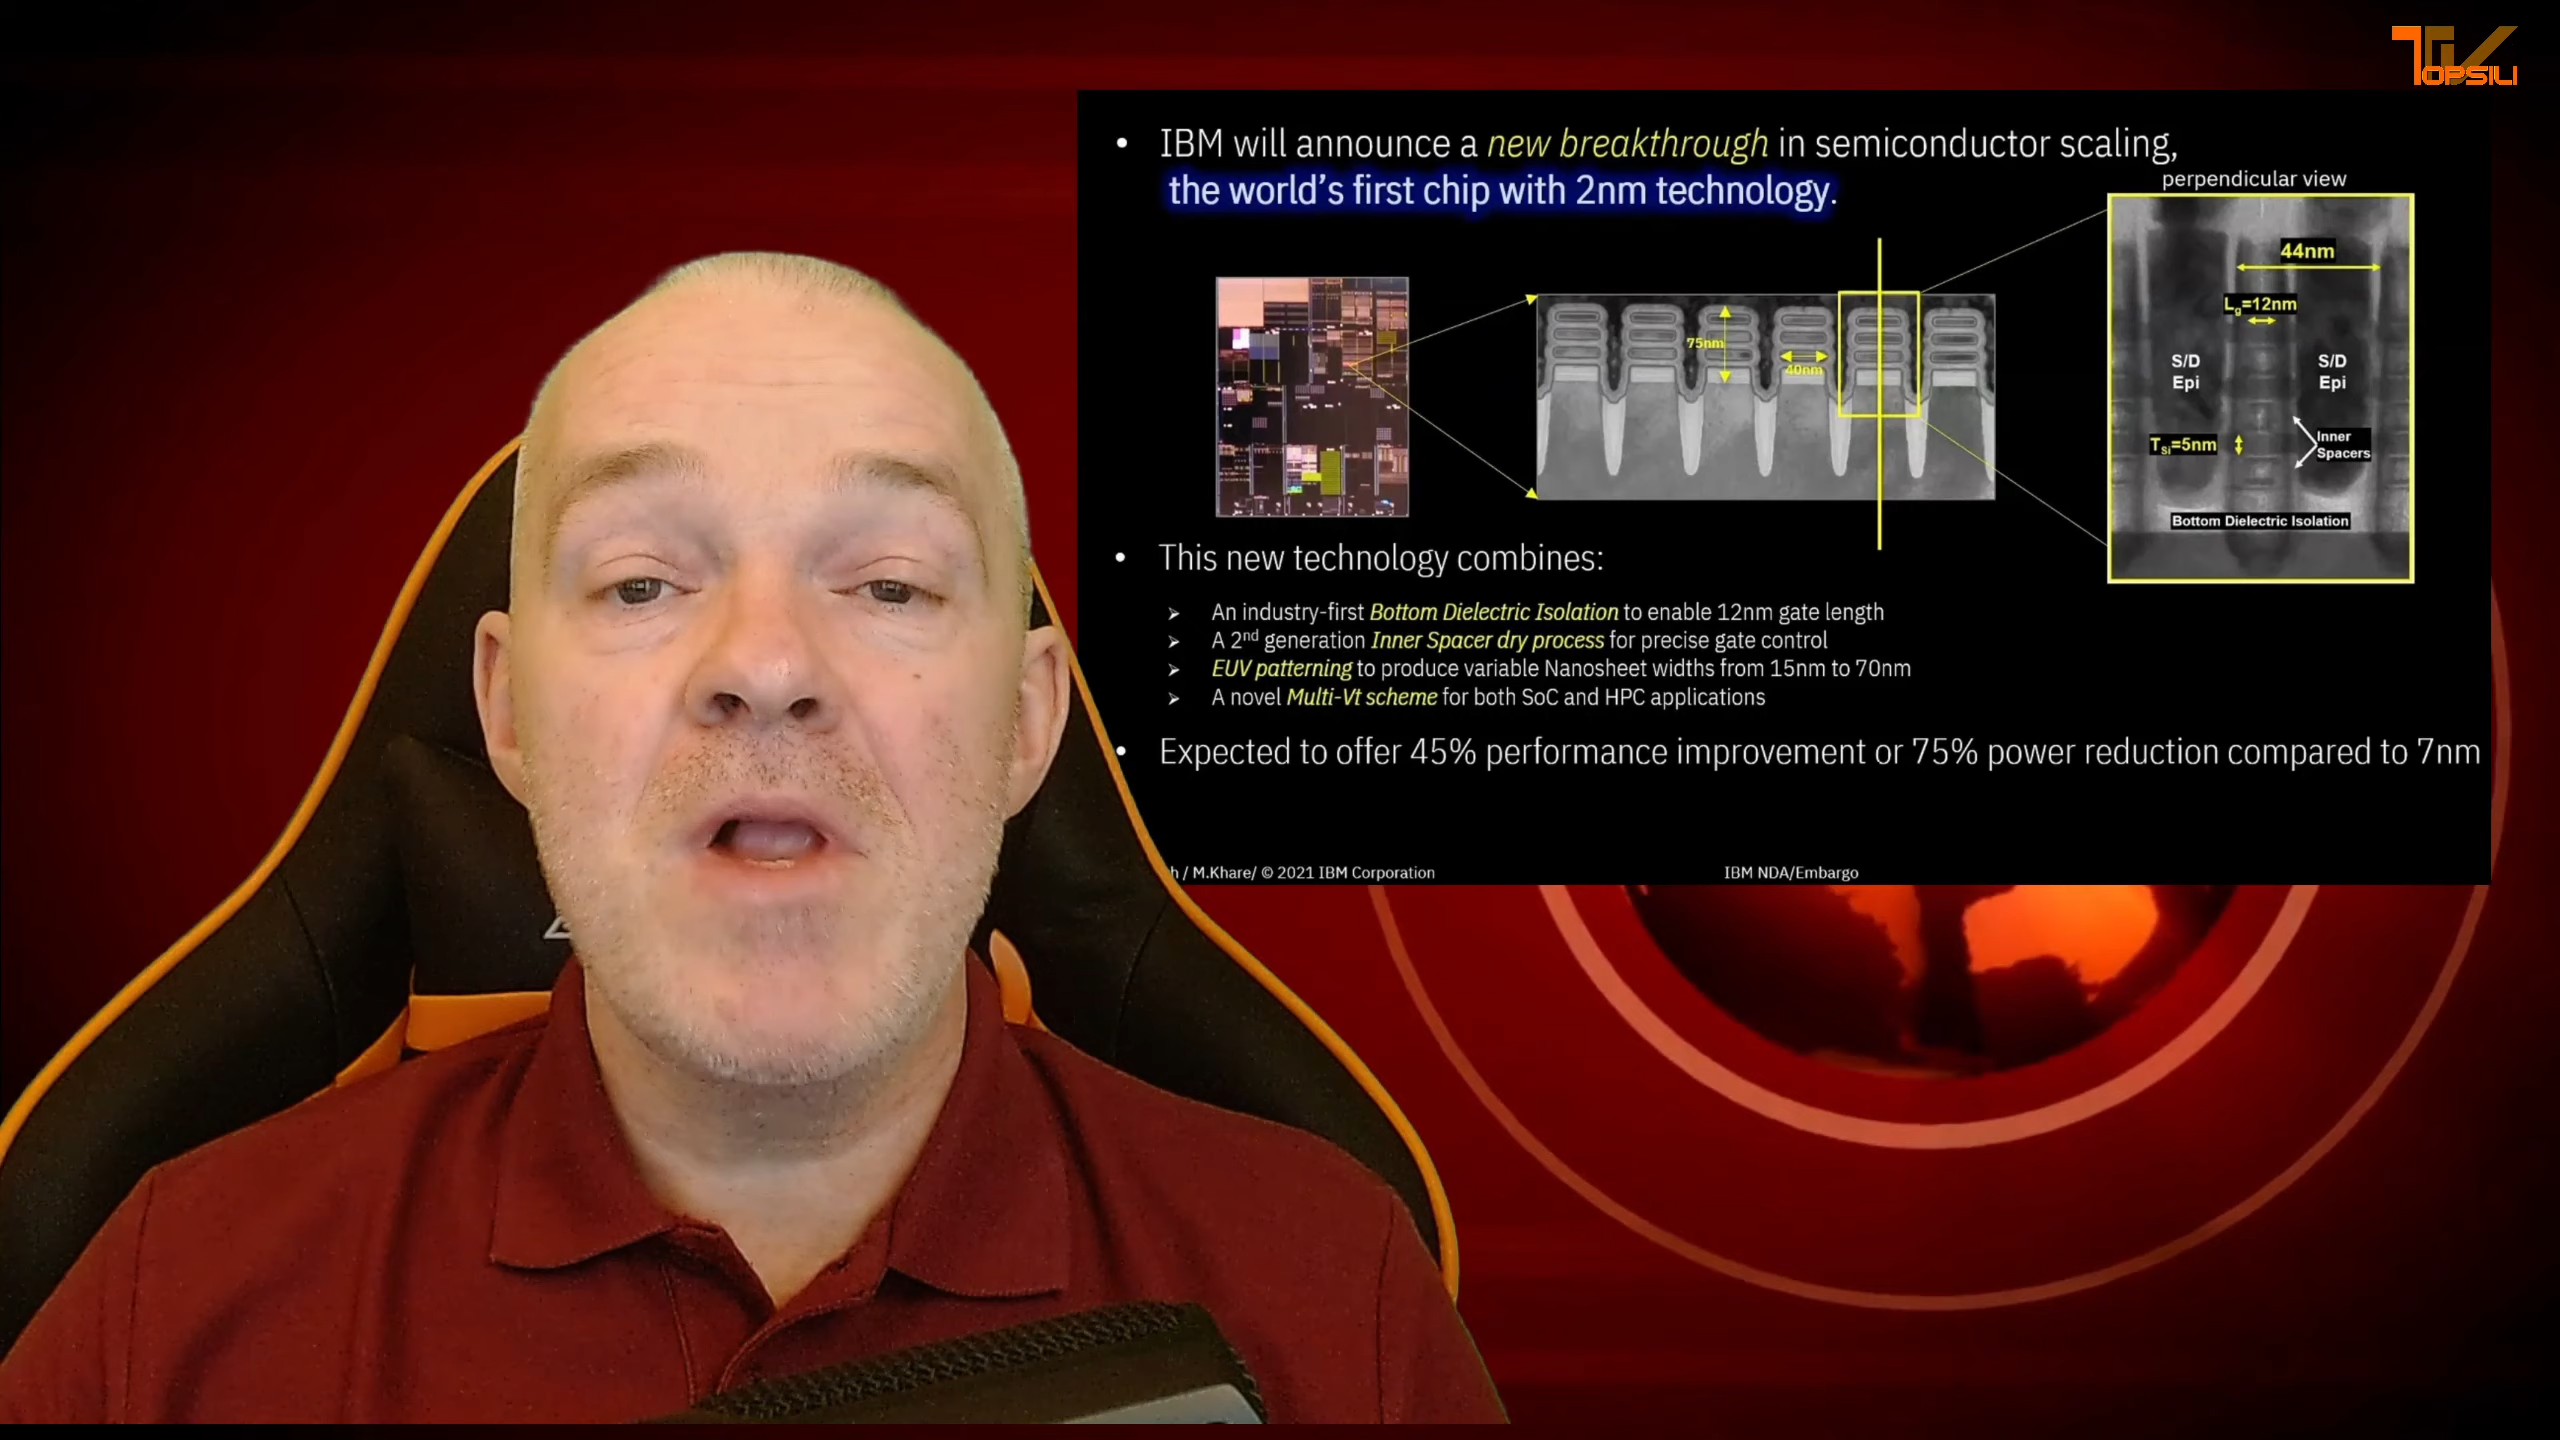 TV
TOPSILI
• IBM will announce a new breakthrough in semiconductor scaling,
the world's first chip with 2nm technology.
perpendicular view
44nm
Lg=12nm
75nm
40nm
S/D
Epi
S/D
Epi
TSi=5nm
Inner
Spacers
Bottom Dielectric Isolation
• This new technology combines:
➢ An industry-first Bottom Dielectric Isolation to enable 12nm gate length
➢ A 2nd generation Inner Spacer dry process for precise gate control
➢ EUV patterning to produce variable Nanosheet widths from 15nm to 70nm
➢ A novel Multi-Vt scheme for both SoC and HPC applications
• Expected to offer 45% performance improvement or 75% power reduction compared to 7nm
h / M.Khare/ © 2021 IBM Corporation
IBM NDA/Embargo